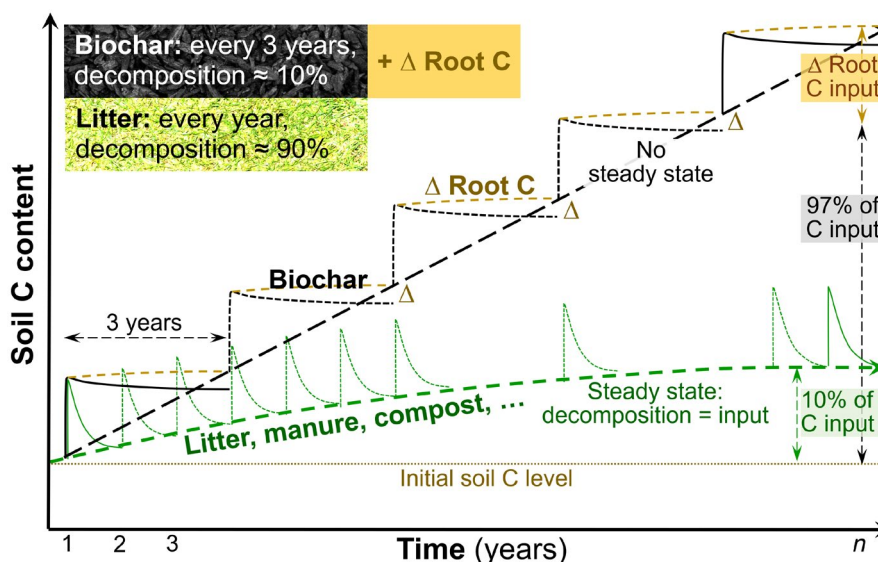 Biochar: every 3 years,
decomposition ≈ 10%
+ Δ Root C
Litter: every year,
decomposition ≈ 90%
Δ Root
C input
Δ
No
steady state
Δ
Δ Root C
97% of
C input
Δ
Biochar
Δ
3 years
Soil C content
Steady state:
decomposition = input
10% of
C input
Litter, manure, compost, ...
Initial soil C level
1 2 3 n
Time (years)